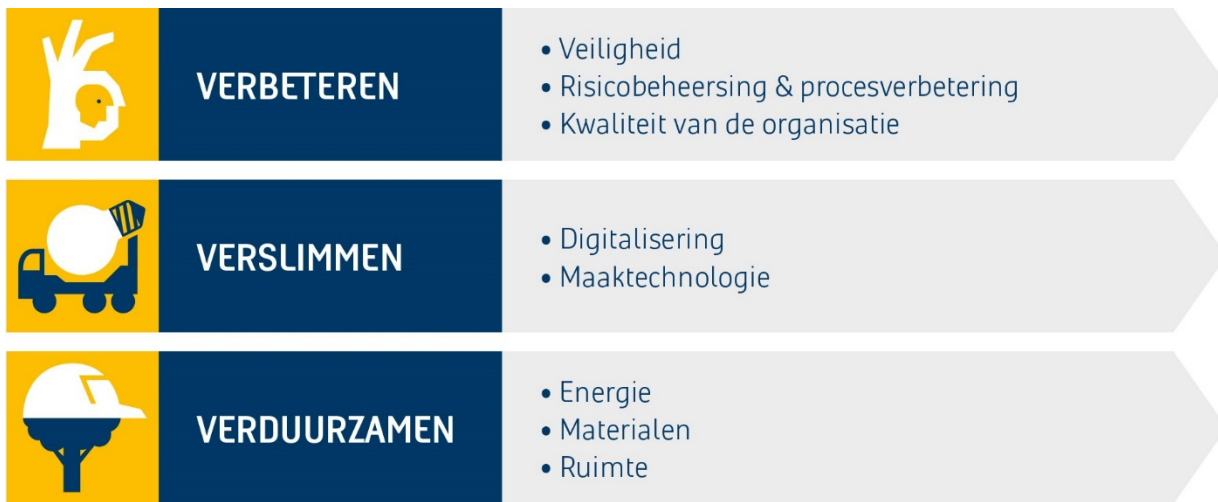 VERBETEREN
• Veiligheid
• Risicobeheersing & procesverbetering
• Kwaliteit van de organisatie
VERSLIMMEN
• Digitalisering
• Maaktechnologie
VERDUURZAMEN
• Energie
• Materialen
• Ruimte